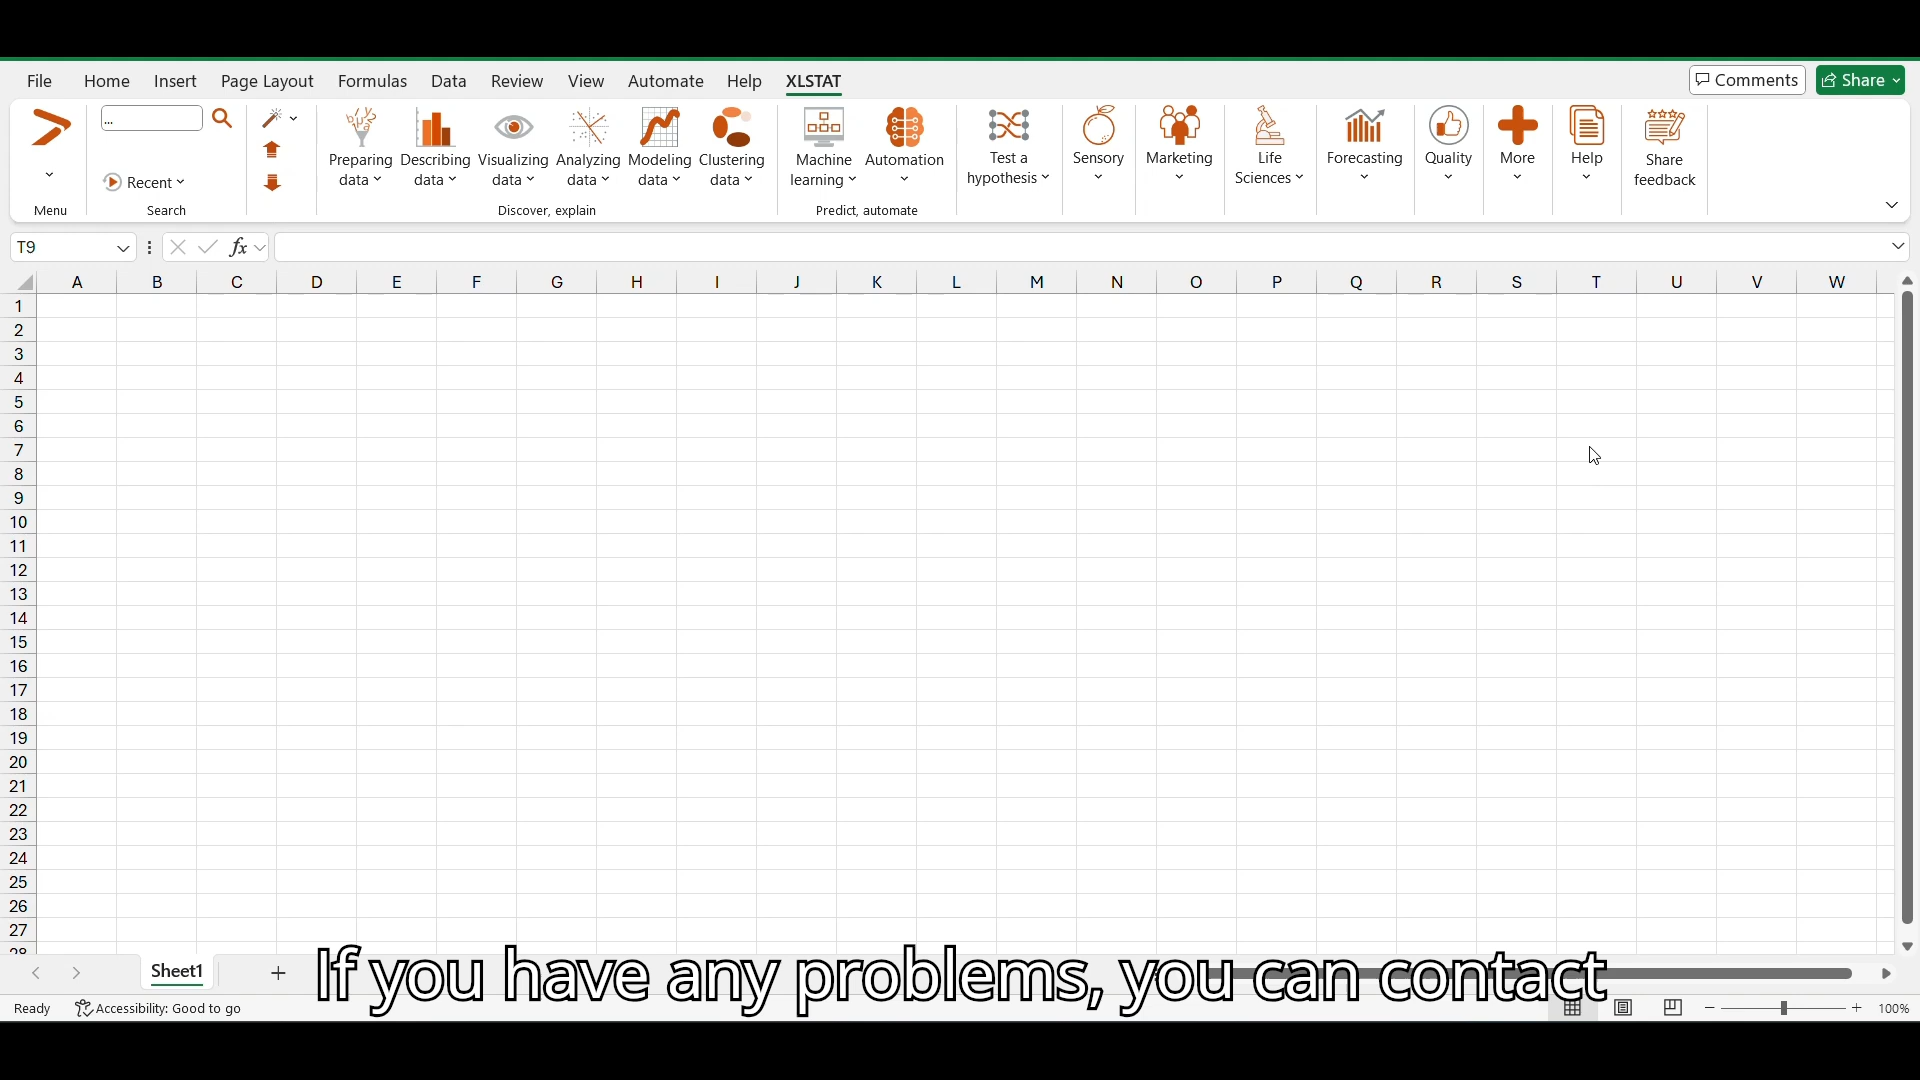 File Home Insert Page Layout Formulas Data Review View Automate Help XLSTAT Comments Share
...
Recent
Menu
Search
Preparing data
Describing data
Visualizing data
Analyzing data
Modeling data
Clustering data
Discover, explain
Machine learning
Automation
Predict, automate
Test a hypothesis
Sensory
Marketing
Life Sciences
Forecasting
Quality
More
Help
Share feedback
T9
fx
A B C D E F G H I J K L M N O P Q R S T U V W
1
2
3
4
5
6
7
8
9
10
11
12
13
14
15
16
17
18
19
20
21
22
23
24
25
26
27
28
Sheet1
If you have any problems, you can contact
Ready Accessibility: Good to go 100%